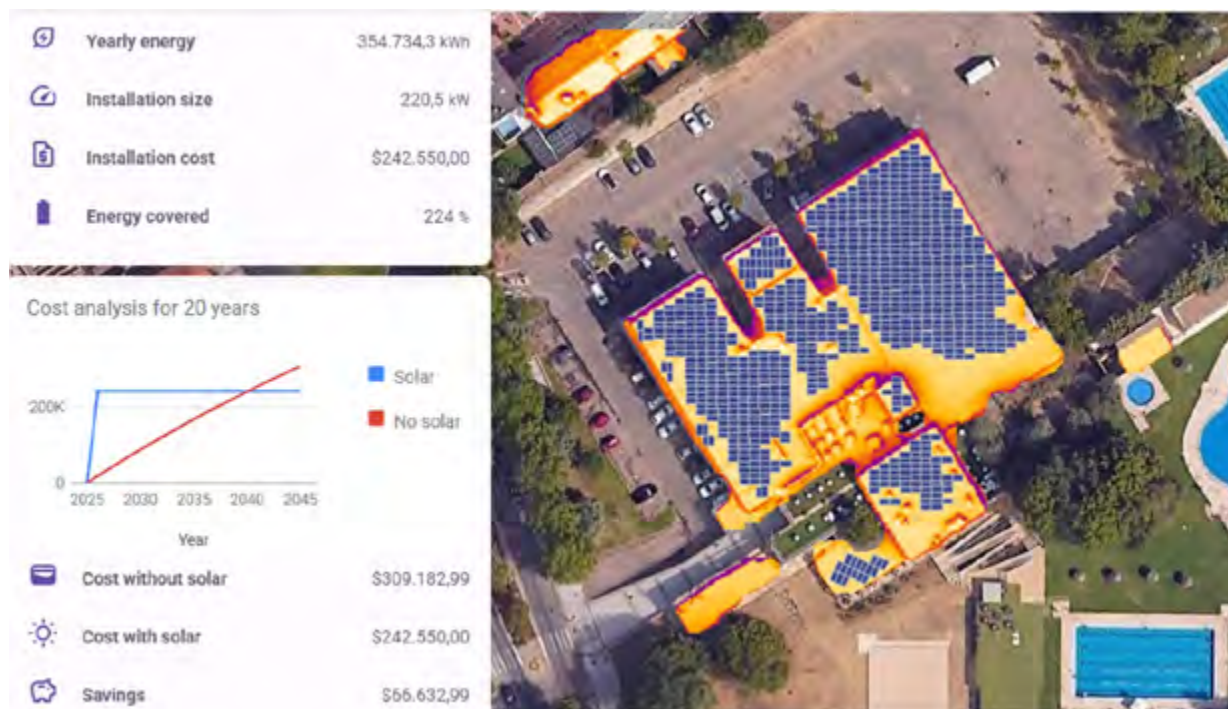 Yearly energy 354.734,3 kWh
Installation size 220,5 kW
Installation cost $242.550,00
Energy covered 224 %
Cost analysis for 20 years
Solar
No solar
200K
0
2025 2030 2035 2040 2045
Year
Cost without solar $309.182,99
Cost with solar $242.550,00
Savings $66.632,99